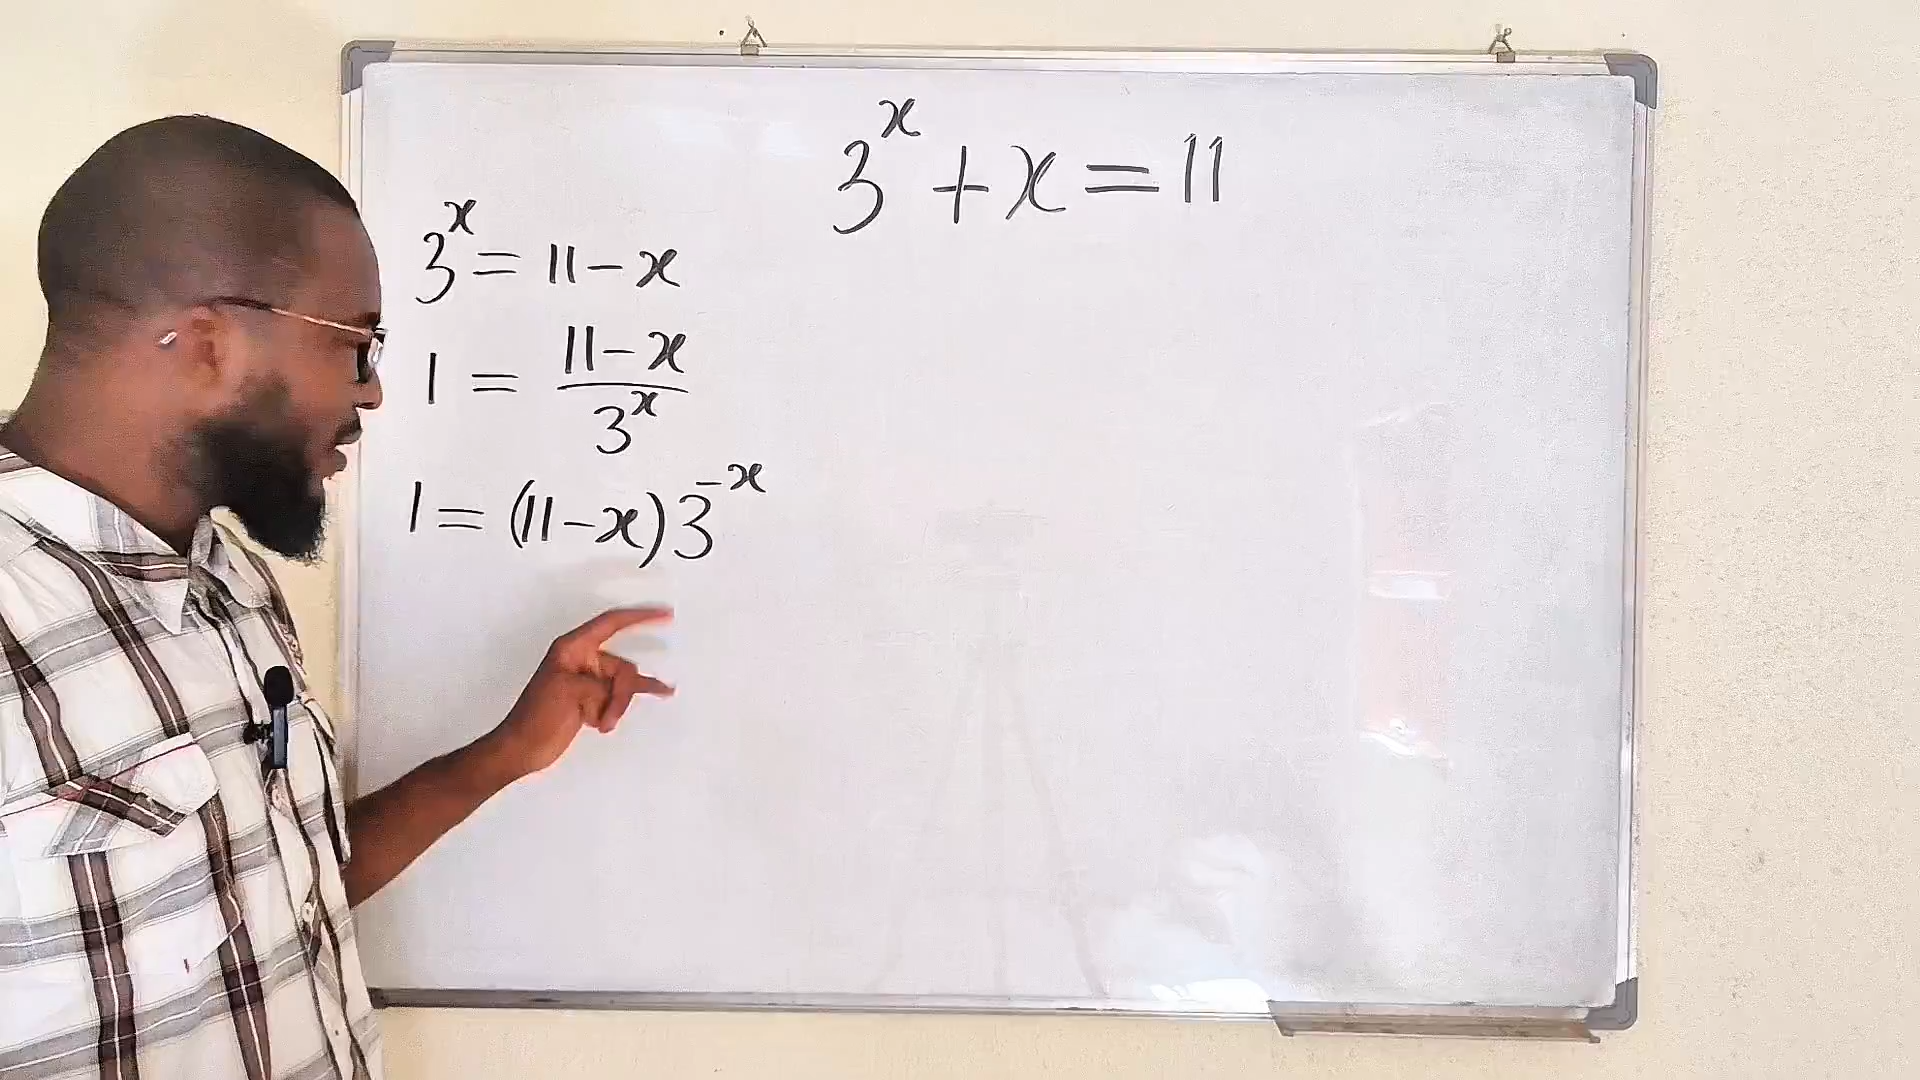 3^x + x = 11
3^x = 11 - x
1 = (11 - x)/3^x
1 = (11 - x)3^-x